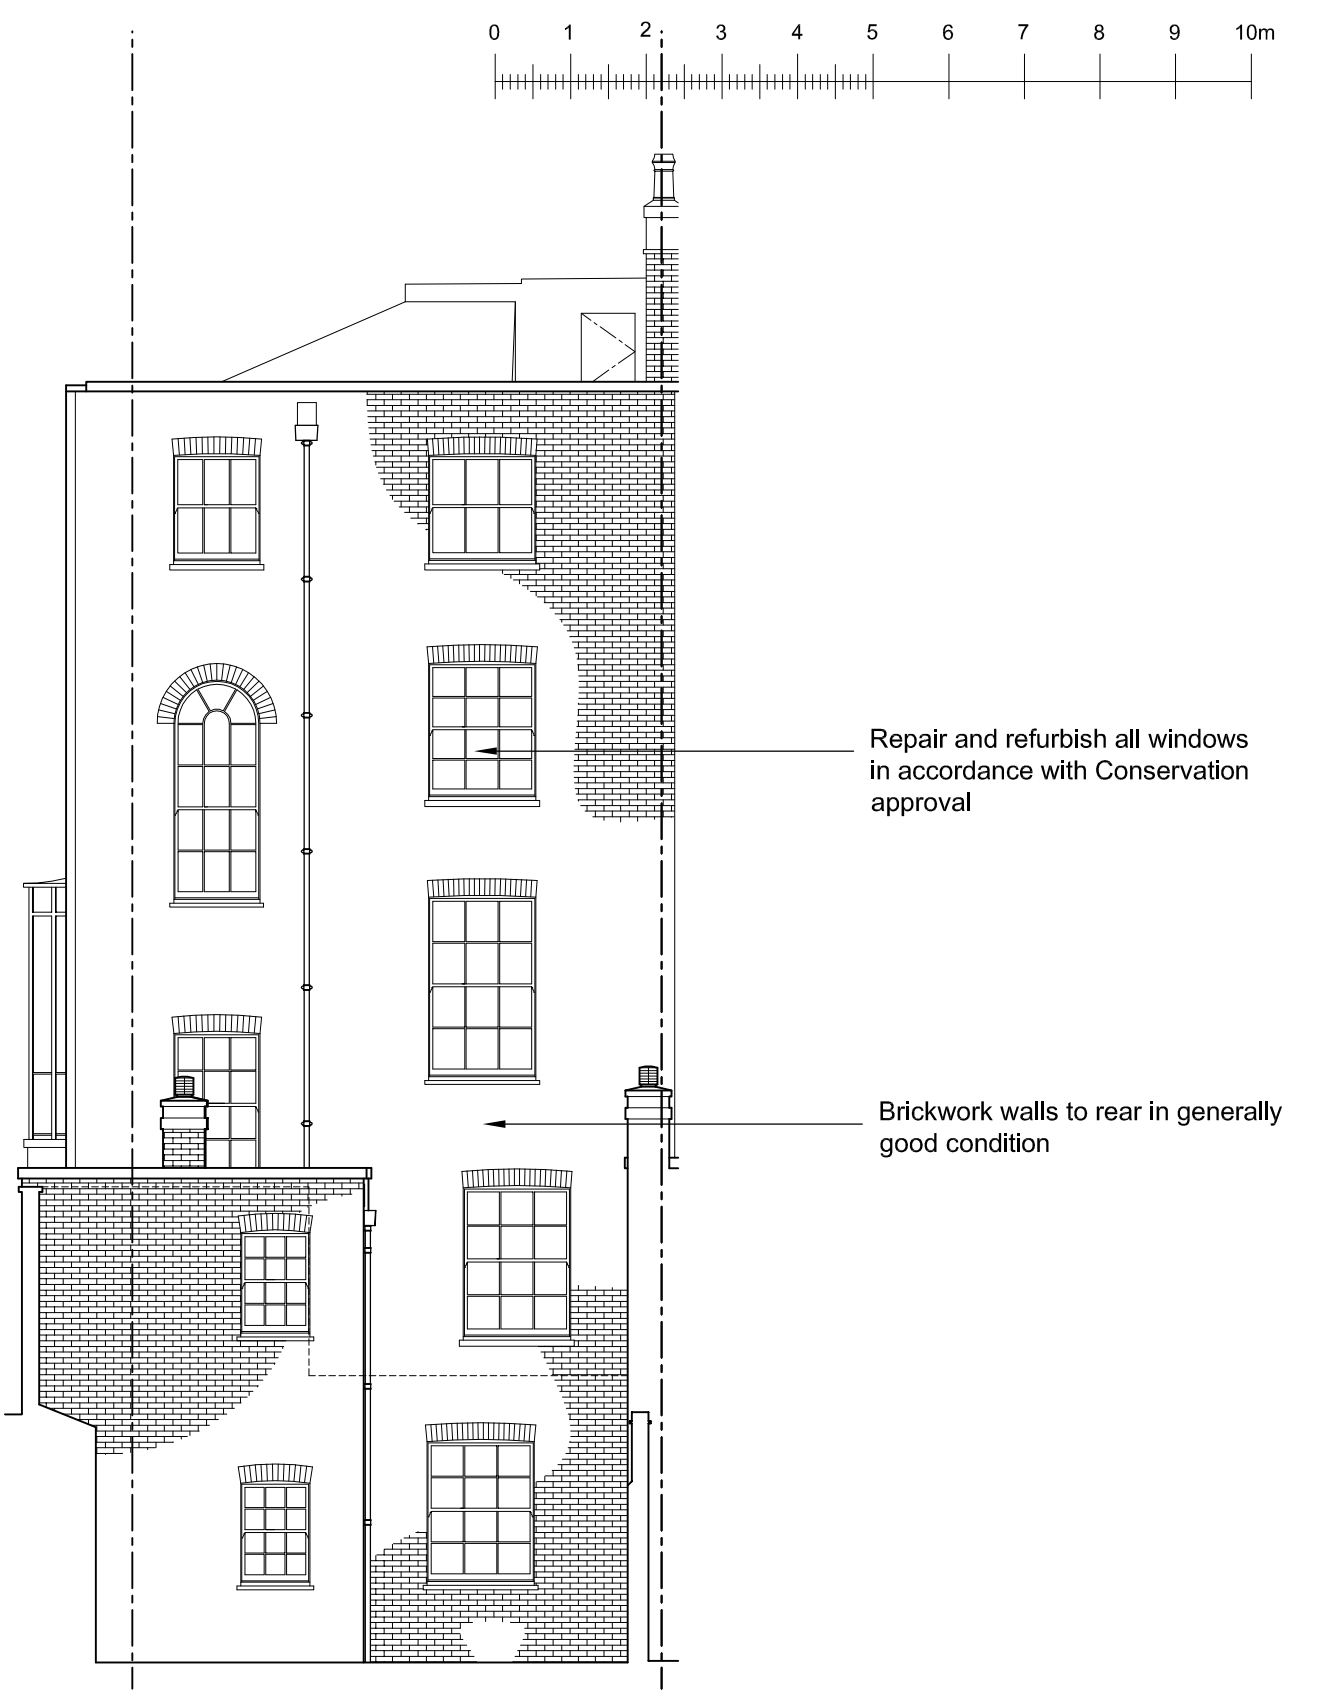 0 1 2 3 4 5 6 7 8 9 10m
Repair and refurbish all windows
in accordance with Conservation
approval
Brickwork walls to rear in generally
good condition